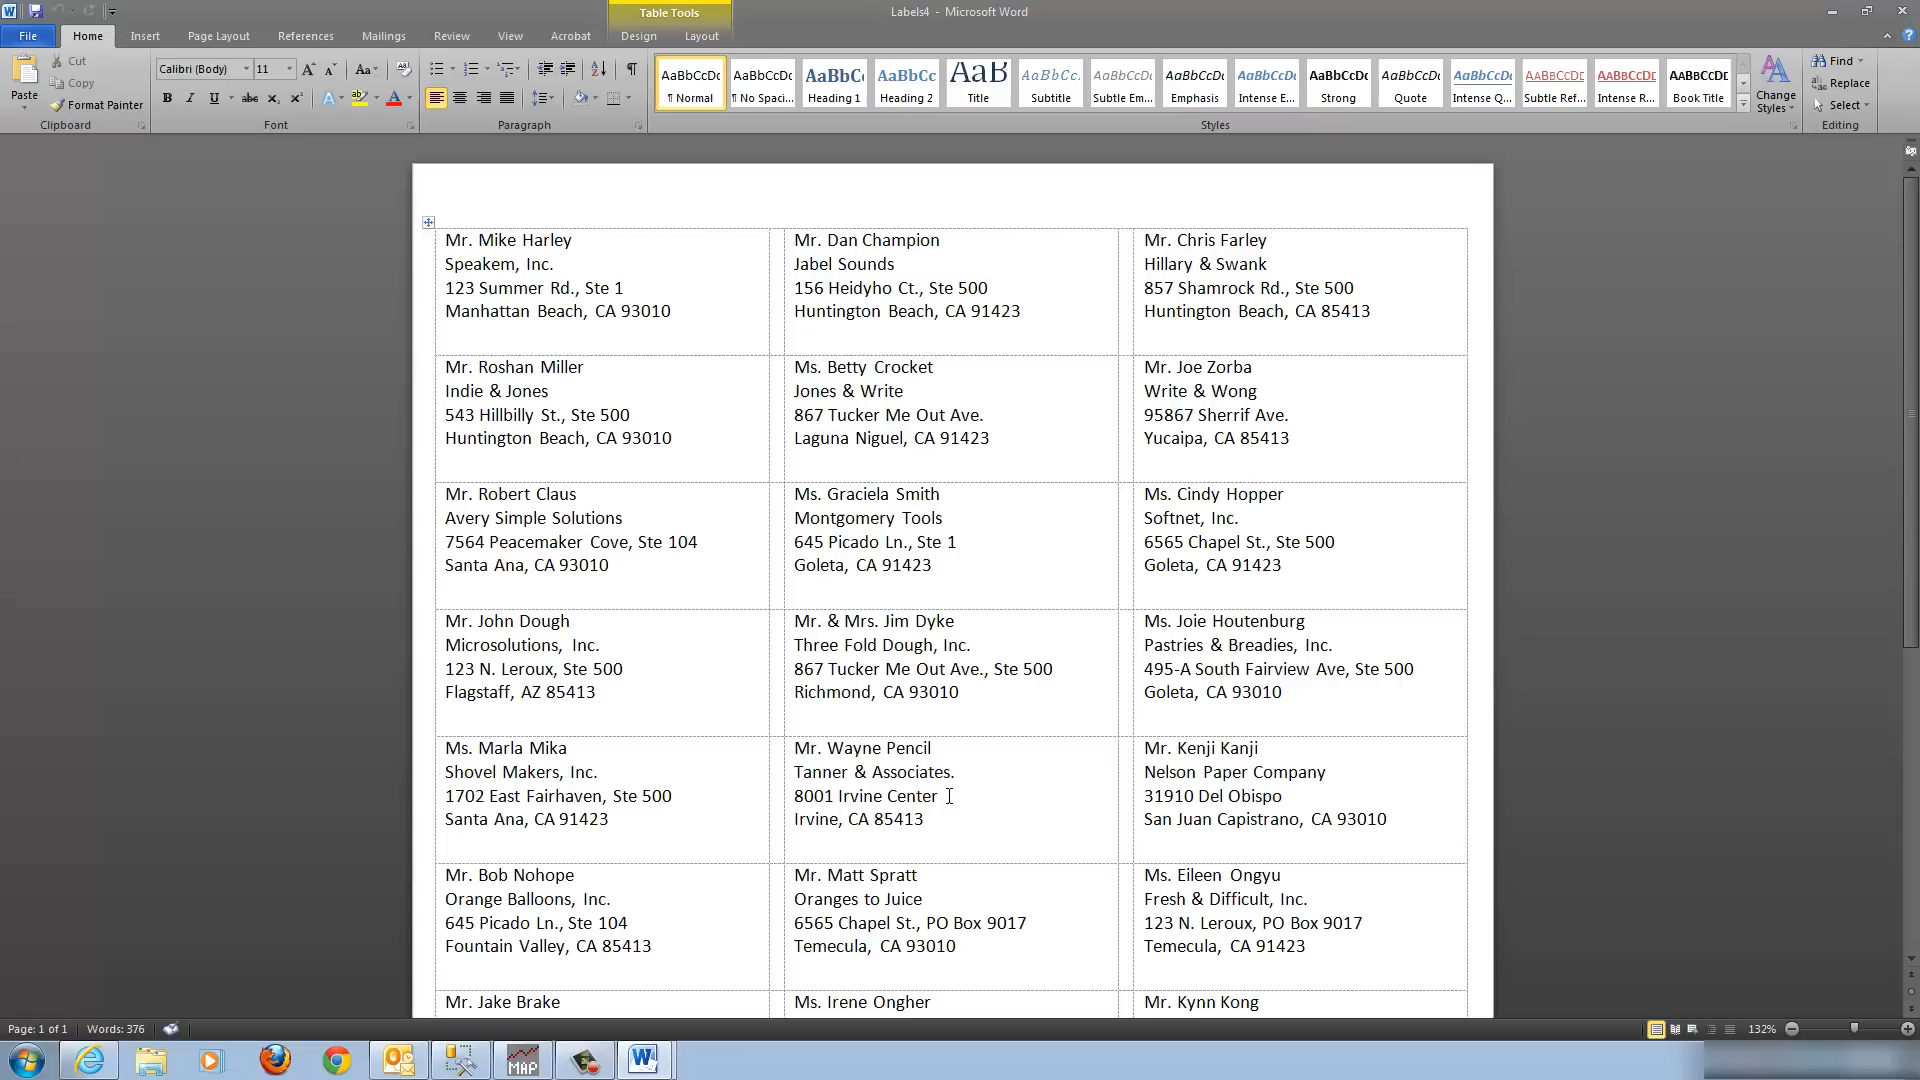 Table Tools
Labels4 - Microsoft Word
File Home Insert Page Layout References Mailings Review View Acrobat Design Layout
Paste
Cut
Copy
Format Painter
Clipboard
Calibri (Body) 11
Font
Paragraph
AaBbCcDc AaBbCcDc AaBbCc AaBbCc AaB AaBbCc. AaBbCcDc AaBbCcDc AaBbCcDc AaBbCcDc AaBbCcDc AaBbCcDc AABBCCDE AABBCCDE AABBCCDE
¶ Normal ¶ No Spaci... Heading 1 Heading 2 Title Subtitle Subtle Em... Emphasis Intense E... Strong Quote Intense Q... Subtle Ref... Intense R... Book Title
Change
Styles
Styles
Find
Replace
Select
Editing
Mr. Mike Harley
Speakem, Inc.
123 Summer Rd., Ste 1
Manhattan Beach, CA 93010
Mr. Dan Champion
Jabel Sounds
156 Heidyho Ct., Ste 500
Huntington Beach, CA 91423
Mr. Chris Farley
Hillary & Swank
857 Shamrock Rd., Ste 500
Huntington Beach, CA 85413
Mr. Roshan Miller
Indie & Jones
543 Hillbilly St., Ste 500
Huntington Beach, CA 93010
Ms. Betty Crocket
Jones & Write
867 Tucker Me Out Ave.
Laguna Niguel, CA 91423
Mr. Joe Zorba
Write & Wong
95867 Sherrif Ave.
Yucaipa, CA 85413
Mr. Robert Claus
Avery Simple Solutions
7564 Peacemaker Cove, Ste 104
Santa Ana, CA 93010
Ms. Graciela Smith
Montgomery Tools
645 Picado Ln., Ste 1
Goleta, CA 91423
Ms. Cindy Hopper
Softnet, Inc.
6565 Chapel St., Ste 500
Goleta, CA 91423
Mr. John Dough
Microsolutions, Inc.
123 N. Leroux, Ste 500
Flagstaff, AZ 85413
Mr. & Mrs. Jim Dyke
Three Fold Dough, Inc.
867 Tucker Me Out Ave., Ste 500
Richmond, CA 93010
Ms. Joie Houtenburg
Pastries & Breadies, Inc.
495-A South Fairview Ave, Ste 500
Goleta, CA 93010
Ms. Marla Mika
Shovel Makers, Inc.
1702 East Fairhaven, Ste 500
Santa Ana, CA 91423
Mr. Wayne Pencil
Tanner & Associates.
8001 Irvine Center
Irvine, CA 85413
Mr. Kenji Kanji
Nelson Paper Company
31910 Del Obispo
San Juan Capistrano, CA 93010
Mr. Bob Nohope
Orange Balloons, Inc.
645 Picado Ln., Ste 104
Fountain Valley, CA 85413
Mr. Matt Spratt
Oranges to Juice
6565 Chapel St., PO Box 9017
Temecula, CA 93010
Ms. Eileen Ongyu
Fresh & Difficult, Inc.
123 N. Leroux, PO Box 9017
Temecula, CA 91423
Mr. Jake Brake
Ms. Irene Ongher
Mr. Kynn Kong
Page: 1 of 1 Words: 376 132%
MAP